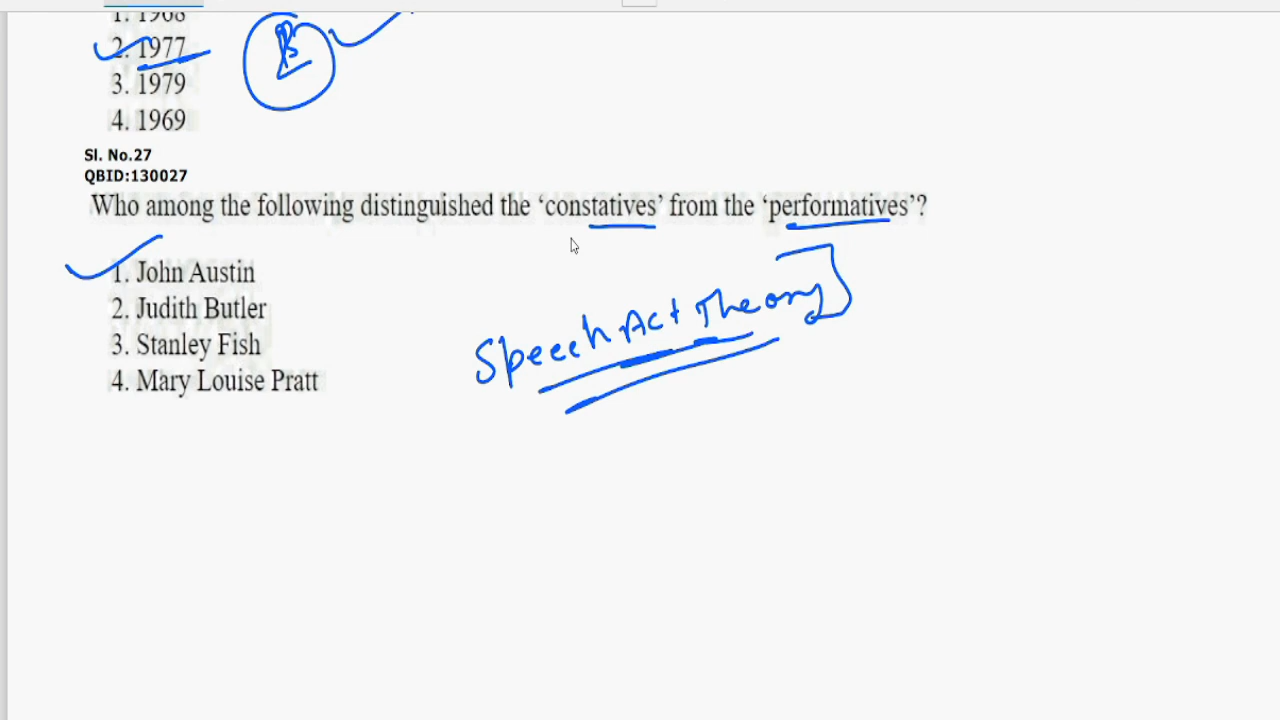 1. 1968
2. 1977
B
3. 1979
4. 1969
Sl. No.27
QBID:130027
Who among the following distinguished the ‘constatives’ from the ‘performatives’?
1. John Austin
2. Judith Butler
3. Stanley Fish
4. Mary Louise Pratt
Speech Act Theory